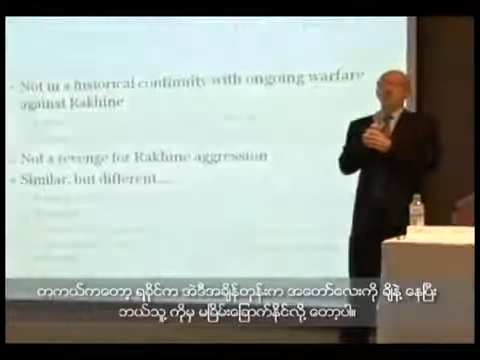 Not in a historical continuity with ongoing warfare
against Rakhine
Not a revenge for Rakhine aggression
Similar, but different....
တကယ်ကတော့ ရခိုင်က အဲဒီအချိန်တုန်းက အတော်လေးကို ချိနဲ့ နေပြီး
ဘယ်သူ့ ကိုမှ မခြိမ်းခြောက်နိုင်လို့ တော့ပါ။